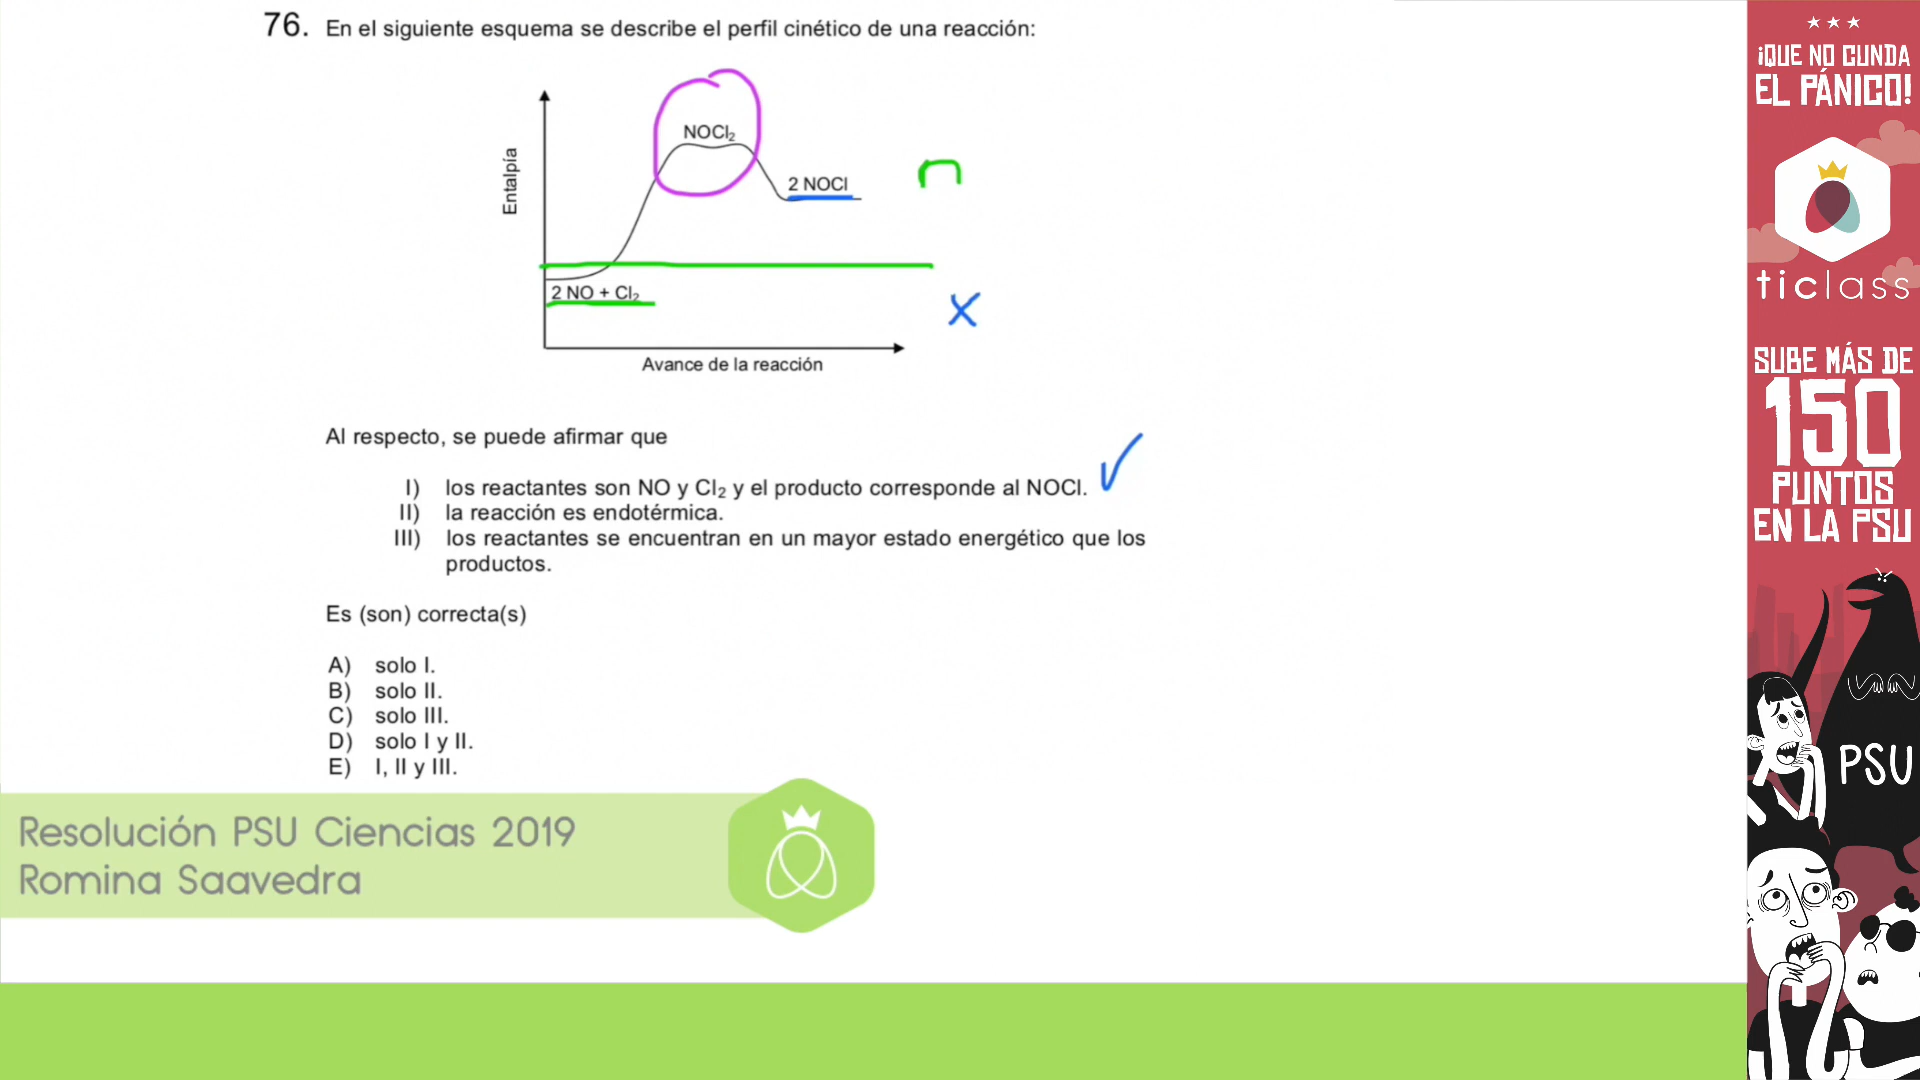 76. En el siguiente esquema se describe el perfil cinético de una reacción:
Entalpía
NOCl₂
2 NOCl
2 NO + Cl₂
X
Avance de la reacción
Al respecto, se puede afirmar que
I) los reactantes son NO y Cl₂ y el producto corresponde al NOCl.
II) la reacción es endotérmica.
III) los reactantes se encuentran en un mayor estado energético que los
productos.
Es (son) correcta(s)
A) solo I.
B) solo II.
C) solo III.
D) solo I y II.
E) I, II y III.
Resolución PSU Ciencias 2019
Romina Saavedra
¡QUE NO CUNDA
EL PÁNICO!
ticlass
SUBE MÁS DE
150
PUNTOS
EN LA PSU
PSU